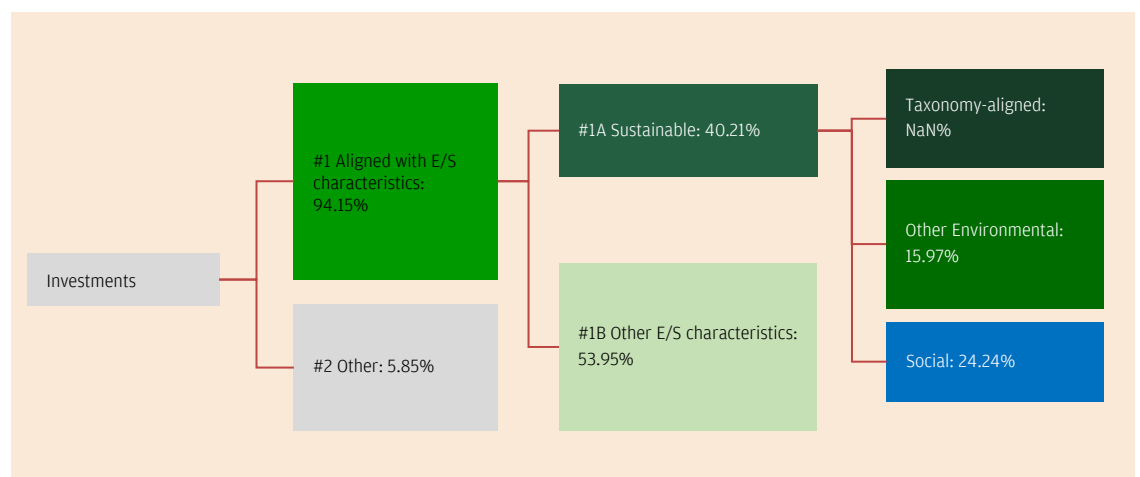 Investments
#1 Aligned with E/S
characteristics:
94.15%
#2 Other: 5.85%
#1A Sustainable: 40.21%
#1B Other E/S characteristics:
53.95%
Taxonomy-aligned:
NaN%
Other Environmental:
15.97%
Social: 24.24%